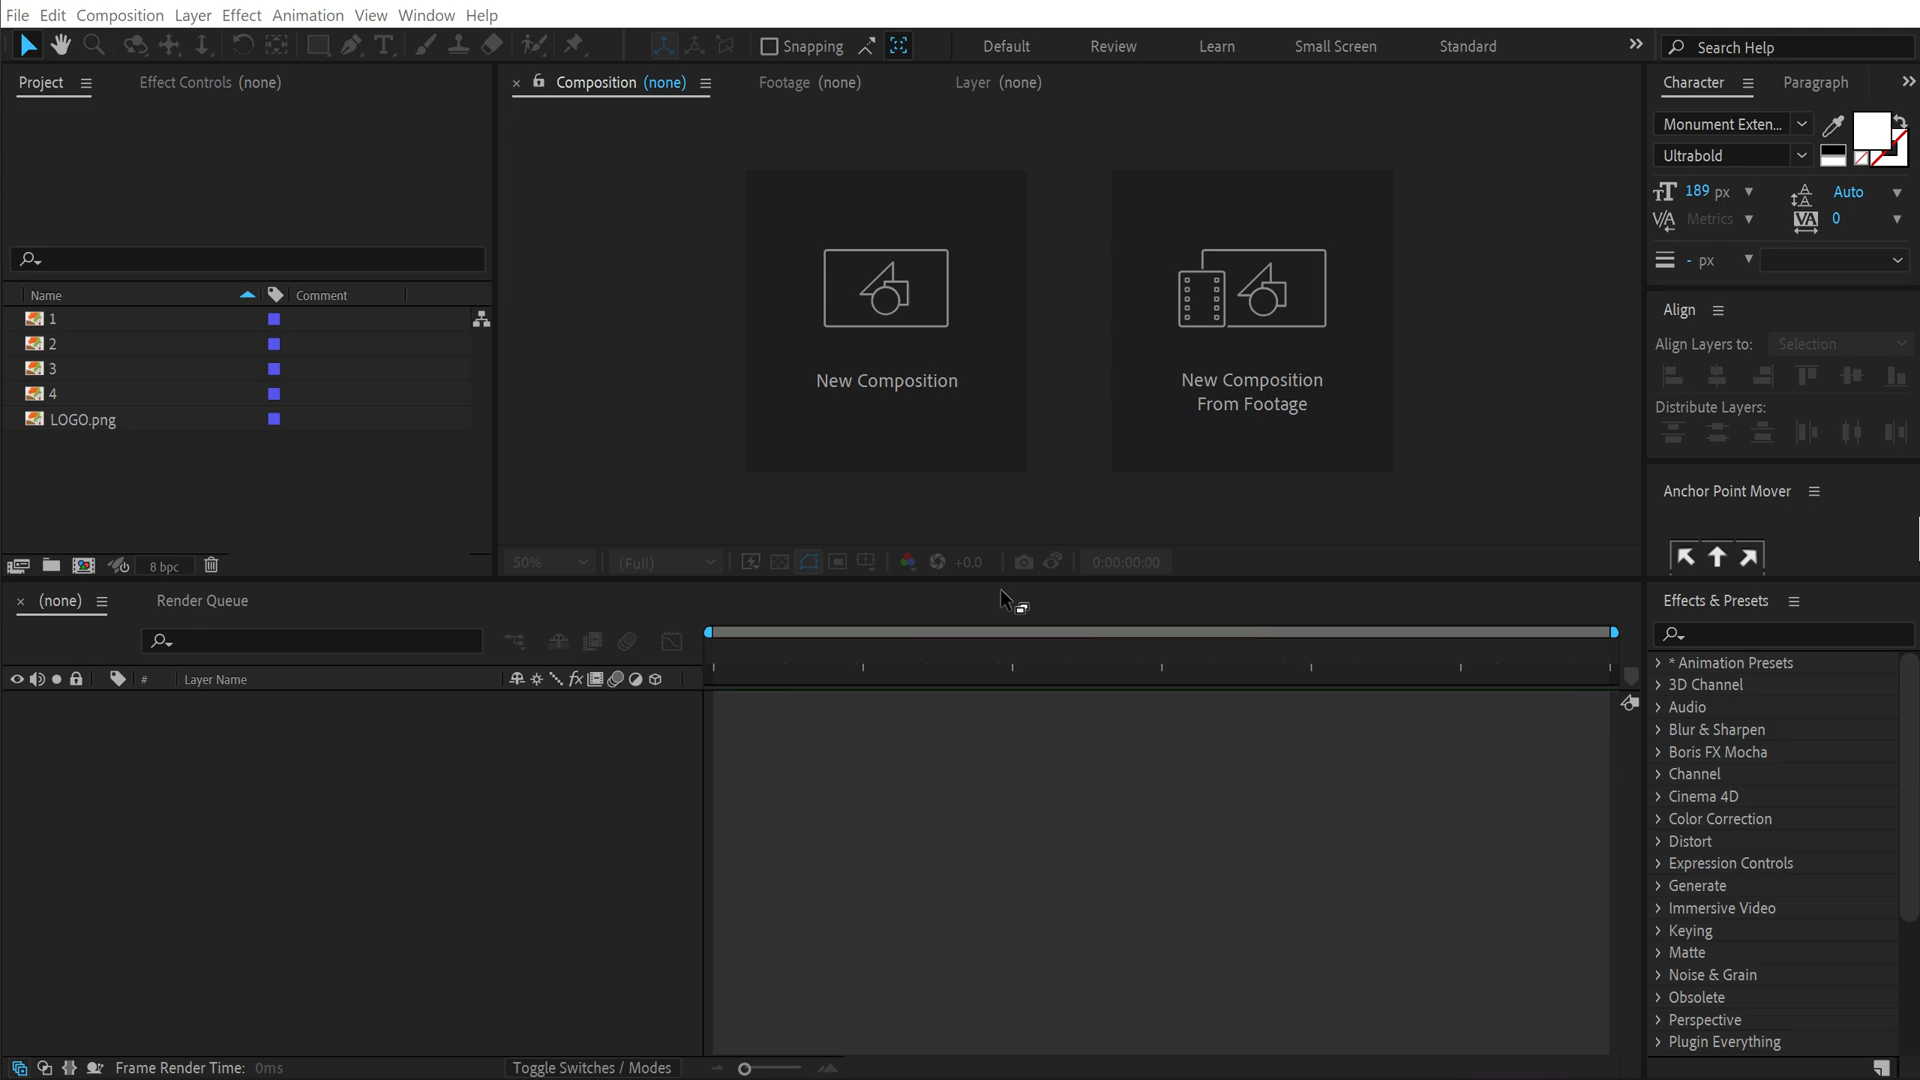 File Edit Composition Layer Effect Animation View Window Help
Snapping Default Review Learn Small Screen Standard Search Help
Project Effect Controls (none) Composition (none) Footage (none) Layer (none) Character Paragraph
Monument Exten...
Ultrabold
189 px Auto
Metrics 0
- px
Name Comment
1
2
3
4
LOGO.png
New Composition
New Composition
From Footage
Align
Align Layers to: Selection
Distribute Layers:
Anchor Point Mover
8 bpc
50% (Full) +0.0 0:00:00:00
(none) Render Queue
# Layer Name
Effects & Presets
* Animation Presets
3D Channel
Audio
Blur & Sharpen
Boris FX Mocha
Channel
Cinema 4D
Color Correction
Distort
Expression Controls
Generate
Immersive Video
Keying
Matte
Noise & Grain
Obsolete
Perspective
Plugin Everything
Frame Render Time: 0ms Toggle Switches / Modes